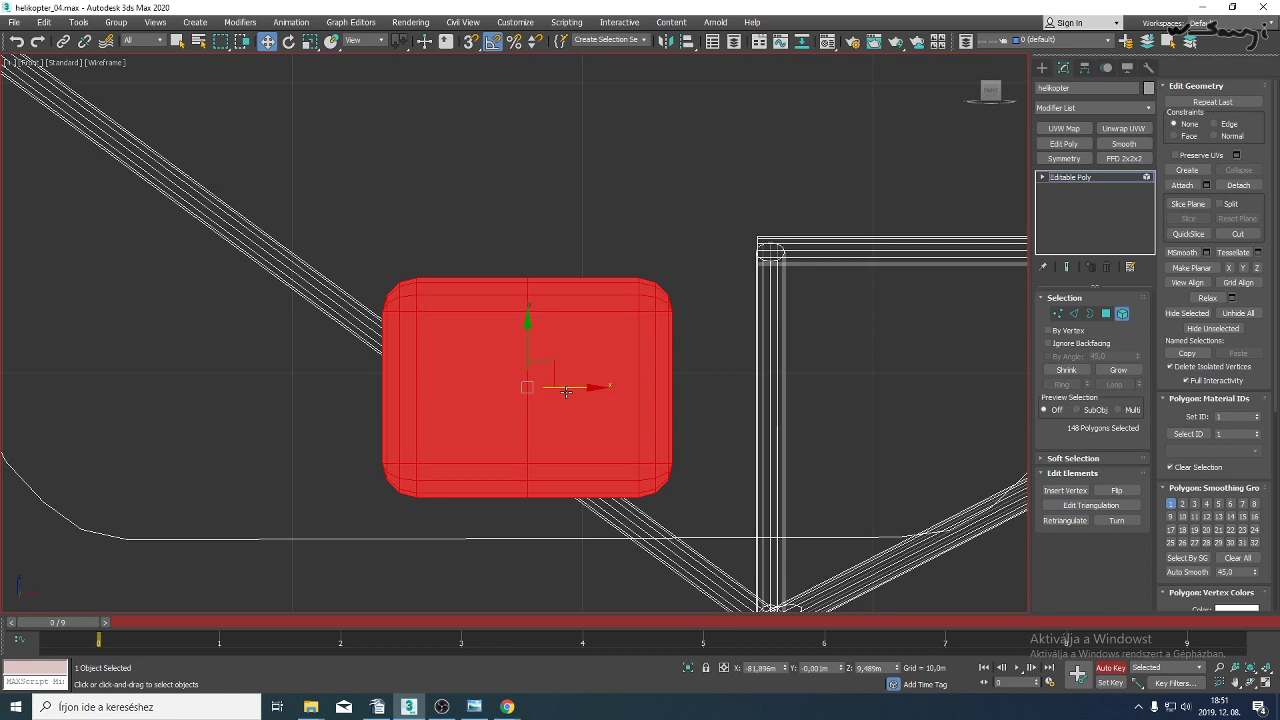 helikopter_04.max - Autodesk 3ds Max 2020
File Edit Tools Group Views Create Modifiers Animation Graph Editors Rendering Civil View Customize Scripting Interactive Content Arnold Help
Sign In
Workspaces: Default
All
View
Create Selection Se
0 (default)
[Standard] [Wireframe]
FRONT
helikopter
Modifier List
UVW Map Unwrap UVW
Edit Poly Smooth
Symmetry FFD 2x2x2
Editable Poly
Selection
By Vertex
Ignore Backfacing
By Angle: 45,0
Shrink Grow
Ring Loop
Preview Selection
Off SubObj Multi
148 Polygons Selected
Soft Selection
Edit Elements
Insert Vertex Flip
Edit Triangulation
Retriangulate Turn
Edit Geometry
Repeat Last
Constraints
None Edge
Face Normal
Preserve UVs
Create Collapse
Attach Detach
Slice Plane Split
Slice Reset Plane
QuickSlice Cut
MSmooth Tessellate
Make Planar X Y Z
View Align Grid Align
Relax
Hide Selected Unhide All
Hide Unselected
Named Selections:
Copy Paste
Delete Isolated Vertices
Full Interactivity
Polygon: Material IDs
Set ID: 1
Select ID 1
Clear Selection
Polygon: Smoothing Gro
1 2 3 4 5 6 7 8
9 10 11 12 13 14 15 16
17 18 19 20 21 22 23 24
25 26 27 28 29 30 31 32
Select By SG Clear All
Auto Smooth 45,0
Polygon: Vertex Colors
Color:
y
x
z
0 / 9
0 1 2 3 4 5 6 7 8 9
Aktiválja a Windowst
Aktiválja a Windows rendszert a Gépházban.
MAXScript Mi
1 Object Selected
Click or click-and-drag to select objects
X: -81,896m Y: -0,001m Z: 9,489m Grid = 10,0m
Add Time Tag
0
Auto Key Selected
Set Key Key Filters...
Írjon ide a kereséshez
18:51
2019. 12. 08.